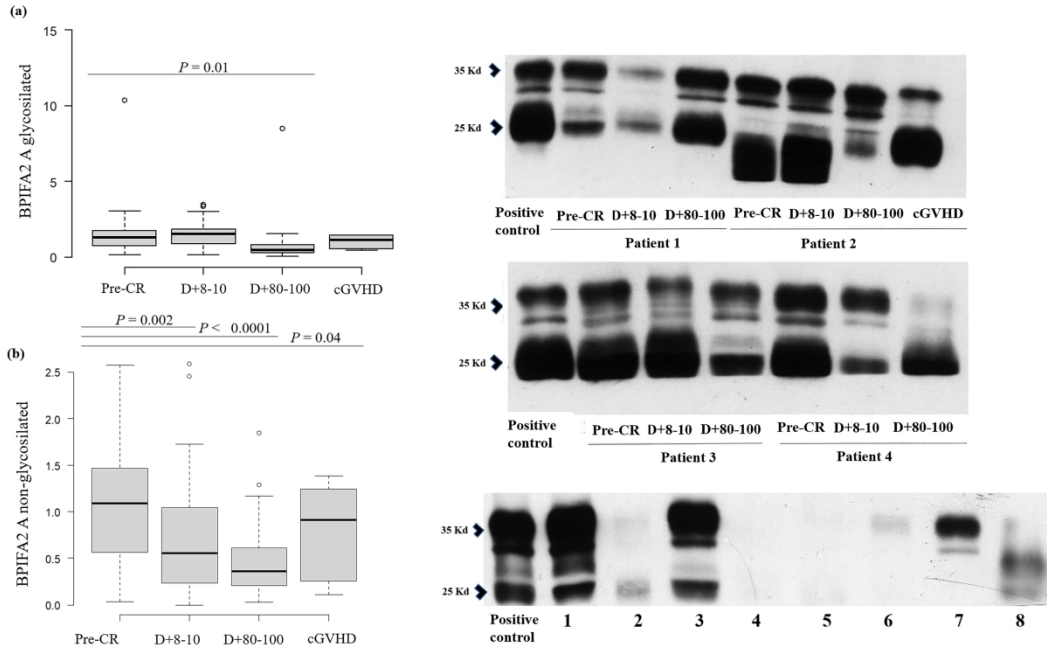 (a)
BPIFA2 A glycosilated
15
10
5
0
P = 0.01
Pre-CR D+8-10 D+80-100 cGVHD
(b)
BPIFA2 A non-glycosilated
P = 0.002
P < 0.0001
P = 0.04
2.5
2.0
1.5
1.0
0.5
0.0
Pre-CR D+8-10 D+80-100 cGVHD
35 Kd
25 Kd
Positive control Pre-CR D+8-10 D+80-100 Pre-CR D+8-10 D+80-100 cGVHD
Patient 1 Patient 2
35 Kd
25 Kd
Positive control Pre-CR D+8-10 D+80-100 Pre-CR D+8-10 D+80-100
Patient 3 Patient 4
35 Kd
25 Kd
Positive control 1 2 3 4 5 6 7 8